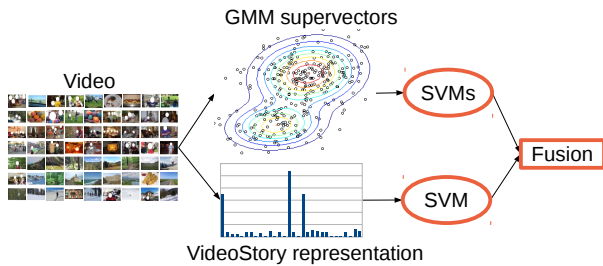 GMM supervectors
Video
SVMs
Fusion
SVM
VideoStory representation